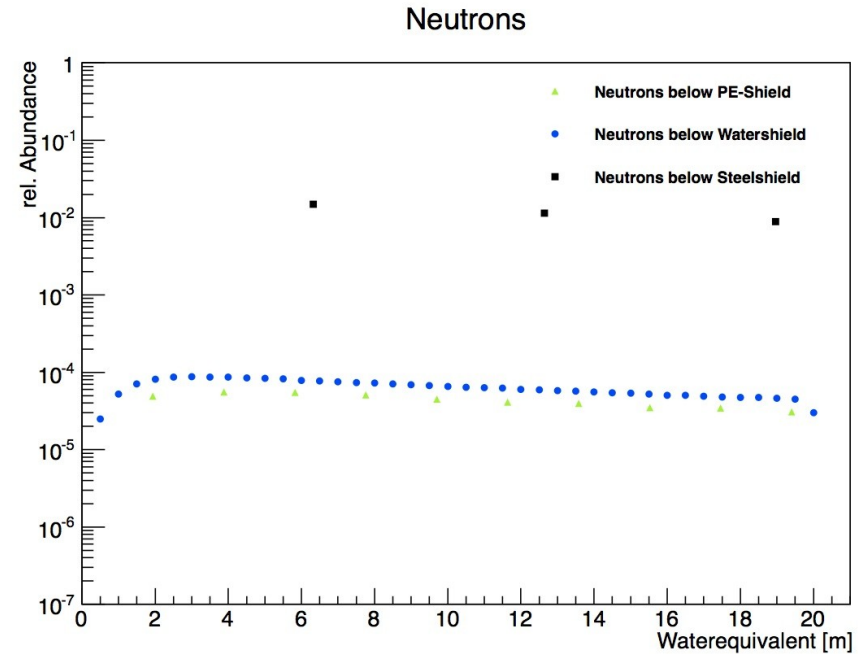 Neutrons
rel. Abundance
1
10-1
10-2
10-3
10-4
10-5
10-6
10-7
Neutrons below PE-Shield
Neutrons below Watershield
Neutrons below Steelshield
0 2 4 6 8 10 12 14 16 18 20
Waterequivalent [m]